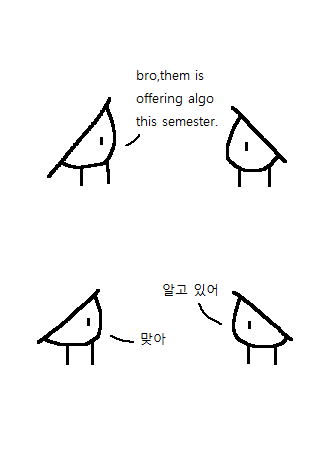 bro,them is
offering algo
this semester.
알고 있어
맞아